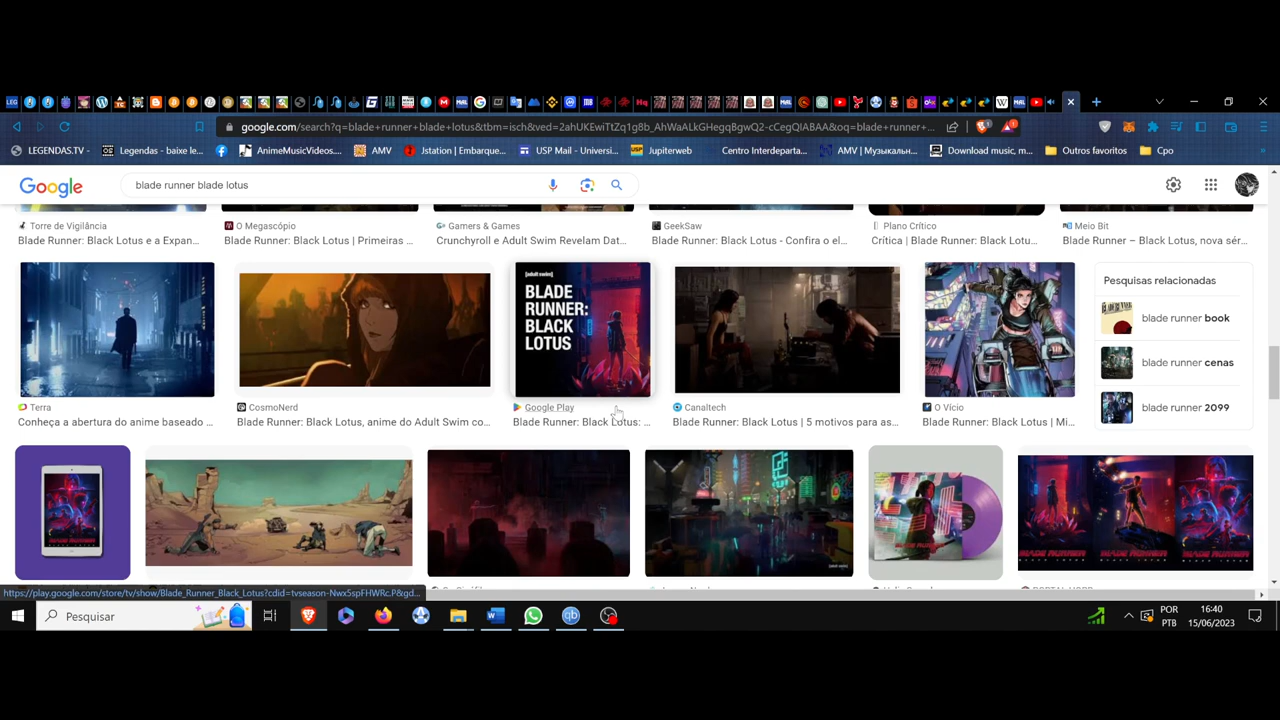 google.com/search?q=blade+runner+blade+lotus&tbm=isch&ved=2ahUKEwiTtZq1g8b_AhWaALkGHegqBgwQ2-cCegQIABAA&oq=blade+runner+...
LEGENDAS.TV - Legendas - baixe le... AnimeMusicVideos.... AMV Jstation | Embarque... USP Mail - Universi... Jupiterweb Centro Interdeparta... AMV | Музыкальн... Download music, m... Outros favoritos Cpo
Google blade runner blade lotus
Torre de Vigilância O Megascópio Gamers & Games GeekSaw Plano Crítico Meio Bit
Blade Runner: Black Lotus e a Expan... Blade Runner: Black Lotus | Primeiras ... Crunchyroll e Adult Swim Revelam Dat... Blade Runner: Black Lotus - Confira o el... Crítica | Blade Runner: Black Lotu... Blade Runner – Black Lotus, nova sér...
[adult swim]
BLADE
RUNNER:
BLACK
LOTUS
Pesquisas relacionadas
blade runner book
blade runner cenas
blade runner 2099
Terra CosmoNerd Google Play Canaltech O Vício
Conheça a abertura do anime baseado ... Blade Runner: Black Lotus, anime do Adult Swim co... Blade Runner: Black Lotus: ... Blade Runner: Black Lotus | 5 motivos para as... Blade Runner: Black Lotus | Mi...
BLADE RUNNER BLADE RUNNER BLADE RUNNER
https://play.google.com/store/tv/show/Blade_Runner_Black_Lotus?cdid=tvseason-Nwx5spFHWRc.P&gd...
Pesquisar
POR
PTB
16:40
15/06/2023